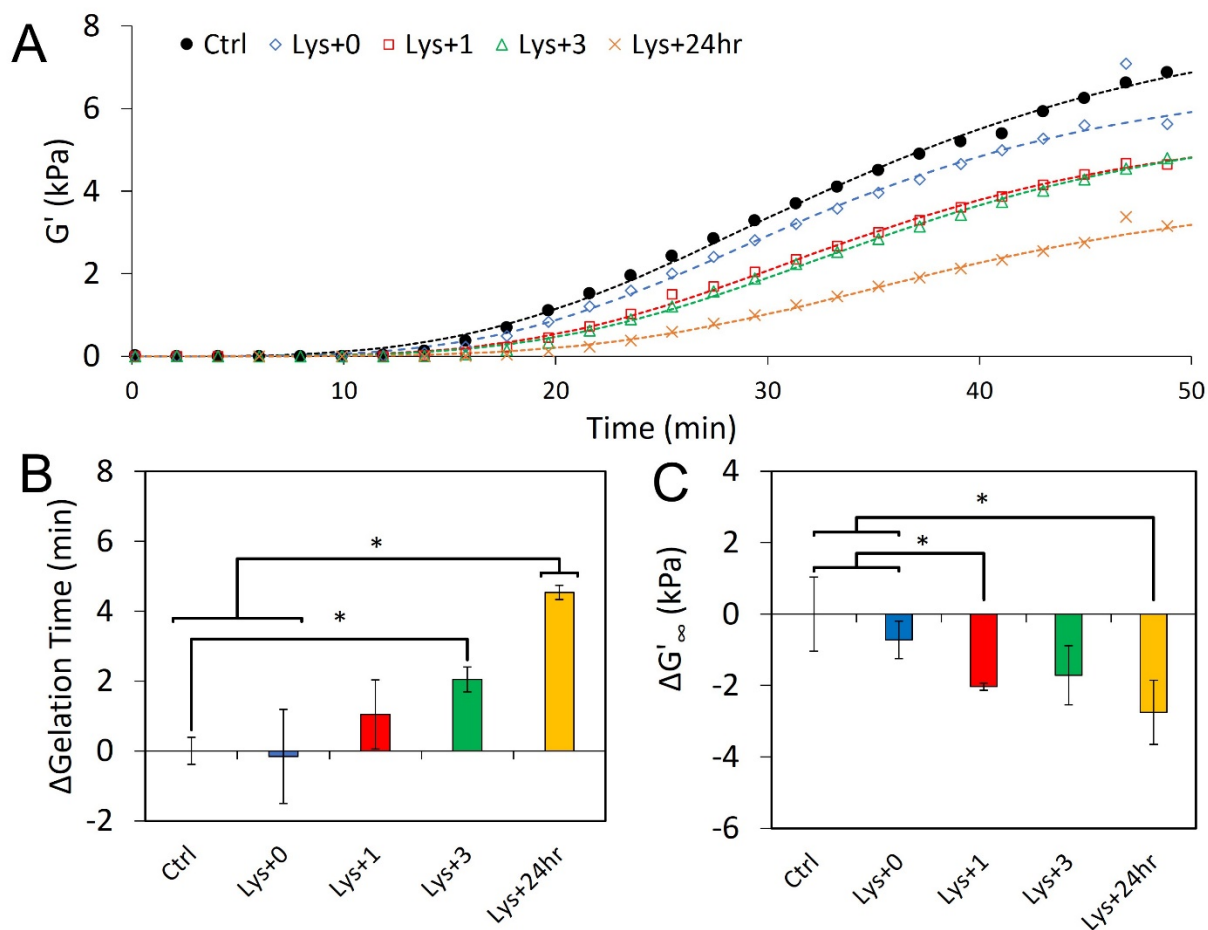 A
8
6
4
2
0
G' (kPa)
Ctrl Lys+0 Lys+1 Lys+3 Lys+24hr
0 10 20 30 40 50
Time (min)
B
8
6
4
2
0
-2
ΔGelation Time (min)
*
*
Ctrl Lys+0 Lys+1 Lys+3 Lys+24hr
C
4
2
0
-2
-4
-6
ΔG'∞ (kPa)
*
*
Ctrl Lys+0 Lys+1 Lys+3 Lys+24hr